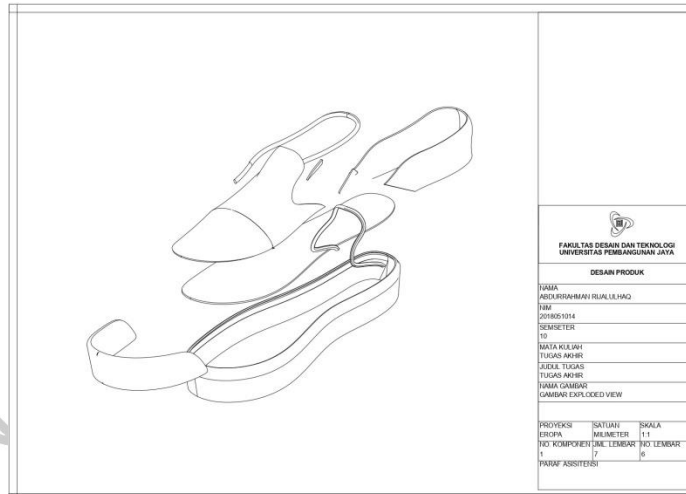 FAKULTAS DESAIN DAN TEKNOLOGI
UNIVERSITAS PEMBANGUNAN JAYA
DESAIN PRODUK
NAMA
ABDURRAHMAN RIJALULHAQ
NIM
2018051014
SEMSETER
10
MATA KULIAH
TUGAS AKHIR
JUDUL TUGAS
TUGAS AKHIR
NAMA GAMBAR
GAMBAR EXPLODED VIEW
PROYEKSI SATUAN SKALA
EROPA MILIMETER 1:1
NO. KOMPONEN JML. LEMBAR NO. LEMBAR
1 7 6
PARAF ASISITENSI